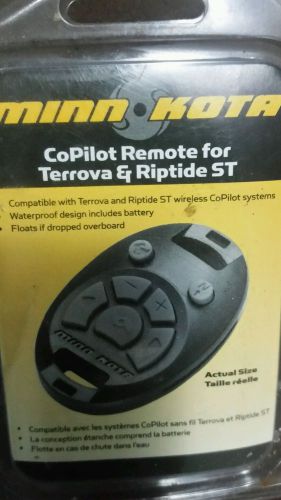 MINN KOTA
CoPilot Remote for
Terrova & Riptide ST
• Compatible with Terrova and Riptide ST wireless CoPilot systems
• Waterproof design includes battery
• Floats if dropped overboard
− +
MINN KOTA
Actual Size
Taille réelle
• Compatible avec les systèmes CoPilot sans fil Terrova et Riptide ST
• La conception étanche comprend la batterie
• Flotte en cas de chute dans l'eau